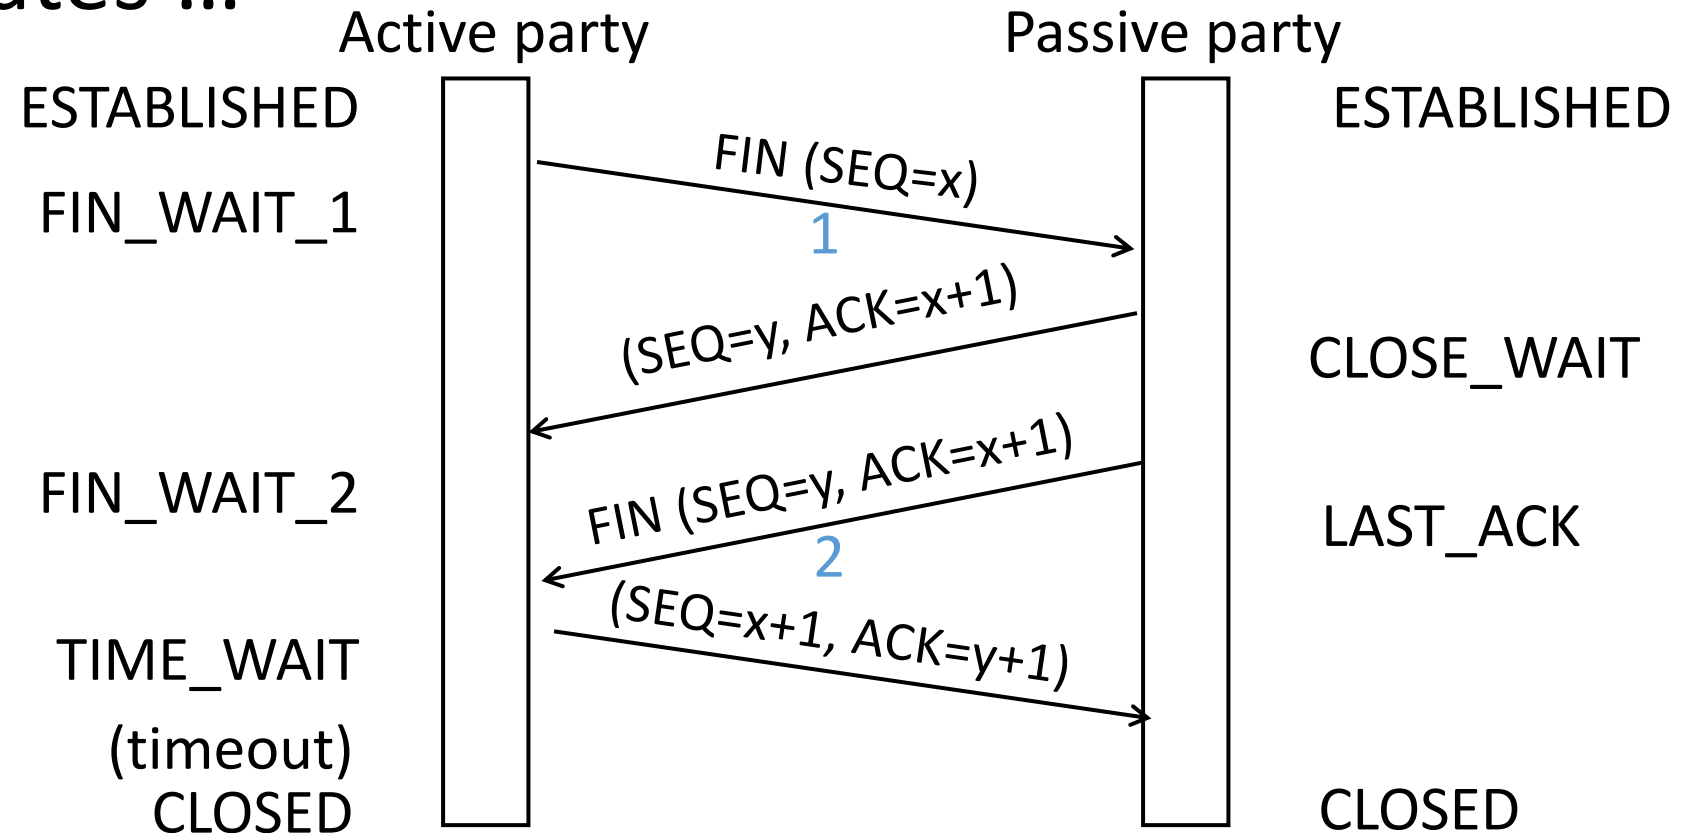 Active party
Passive party
ESTABLISHED
ESTABLISHED
FIN (SEQ=x)
FIN_WAIT_1
1
(SEQ=y, ACK=x+1)
CLOSE_WAIT
FIN (SEQ=y, ACK=x+1)
FIN_WAIT_2
LAST_ACK
2
(SEQ=x+1, ACK=y+1)
TIME_WAIT
(timeout)
CLOSED
CLOSED